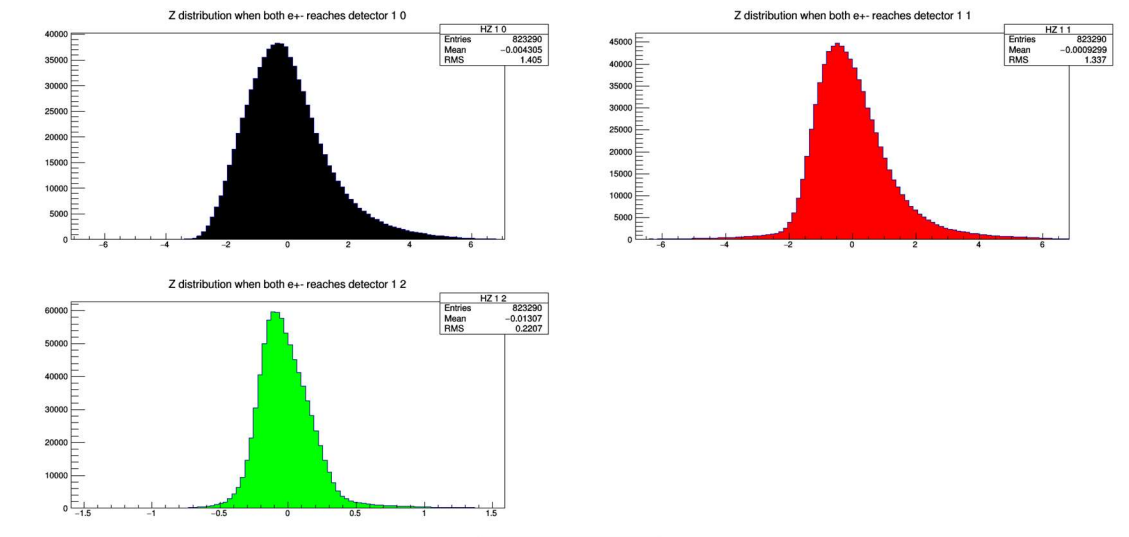 Z distribution when both e+- reaches detector 1 0
HZ 1 0
Entries 823290
Mean −0.004305
RMS 1.405
40000
35000
30000
25000
20000
15000
10000
5000
0
−6 −4 −2 0 2 4 6
Z distribution when both e+- reaches detector 1 1
HZ 1 1
Entries 823290
Mean −0.0009299
RMS 1.337
45000
40000
35000
30000
25000
20000
15000
10000
5000
0
−6 −4 −2 0 2 4 6
Z distribution when both e+- reaches detector 1 2
HZ 1 2
Entries 823290
Mean −0.01307
RMS 0.2207
60000
50000
40000
30000
20000
10000
0
−1.5 −1 −0.5 0 0.5 1 1.5